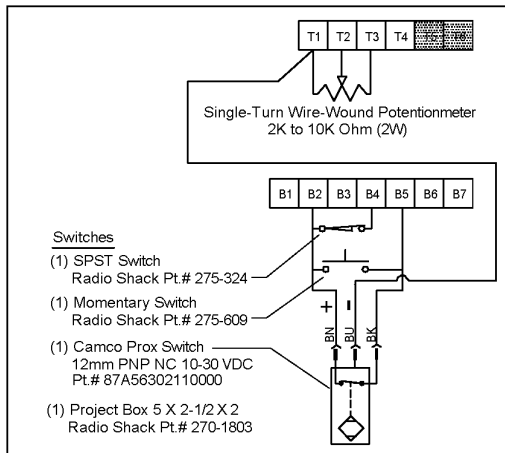 T1 T2 T3 T4 T5 T6
Single-Turn Wire-Wound Potentionmeter
2K to 10K Ohm (2W)
B1 B2 B3 B4 B5 B6 B7
Switches
(1) SPST Switch
Radio Shack Pt.# 275-324
(1) Momentary Switch
Radio Shack Pt.# 275-609
(1) Camco Prox Switch
12mm PNP NC 10-30 VDC
Pt.# 87A56302110000
(1) Project Box 5 X 2-1/2 X 2
Radio Shack Pt.# 270-1803
+ −
BN BU BK